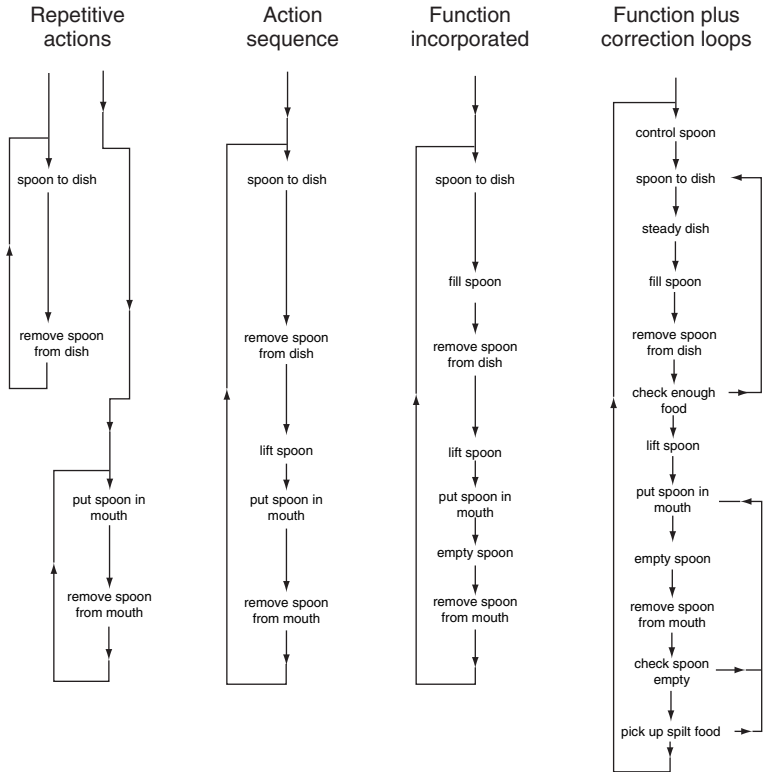 Repetitive
actions
spoon to dish
remove spoon
from dish
put spoon in
mouth
remove spoon
from mouth
Action
sequence
spoon to dish
remove spoon
from dish
lift spoon
put spoon in
mouth
remove spoon
from mouth
Function
incorporated
spoon to dish
fill spoon
remove spoon
from dish
lift spoon
put spoon in
mouth
empty spoon
remove spoon
from mouth
Function plus
correction loops
control spoon
spoon to dish
steady dish
fill spoon
remove spoon
from dish
check enough
food
lift spoon
put spoon in
mouth
empty spoon
remove spoon
from mouth
check spoon
empty
pick up spilt food